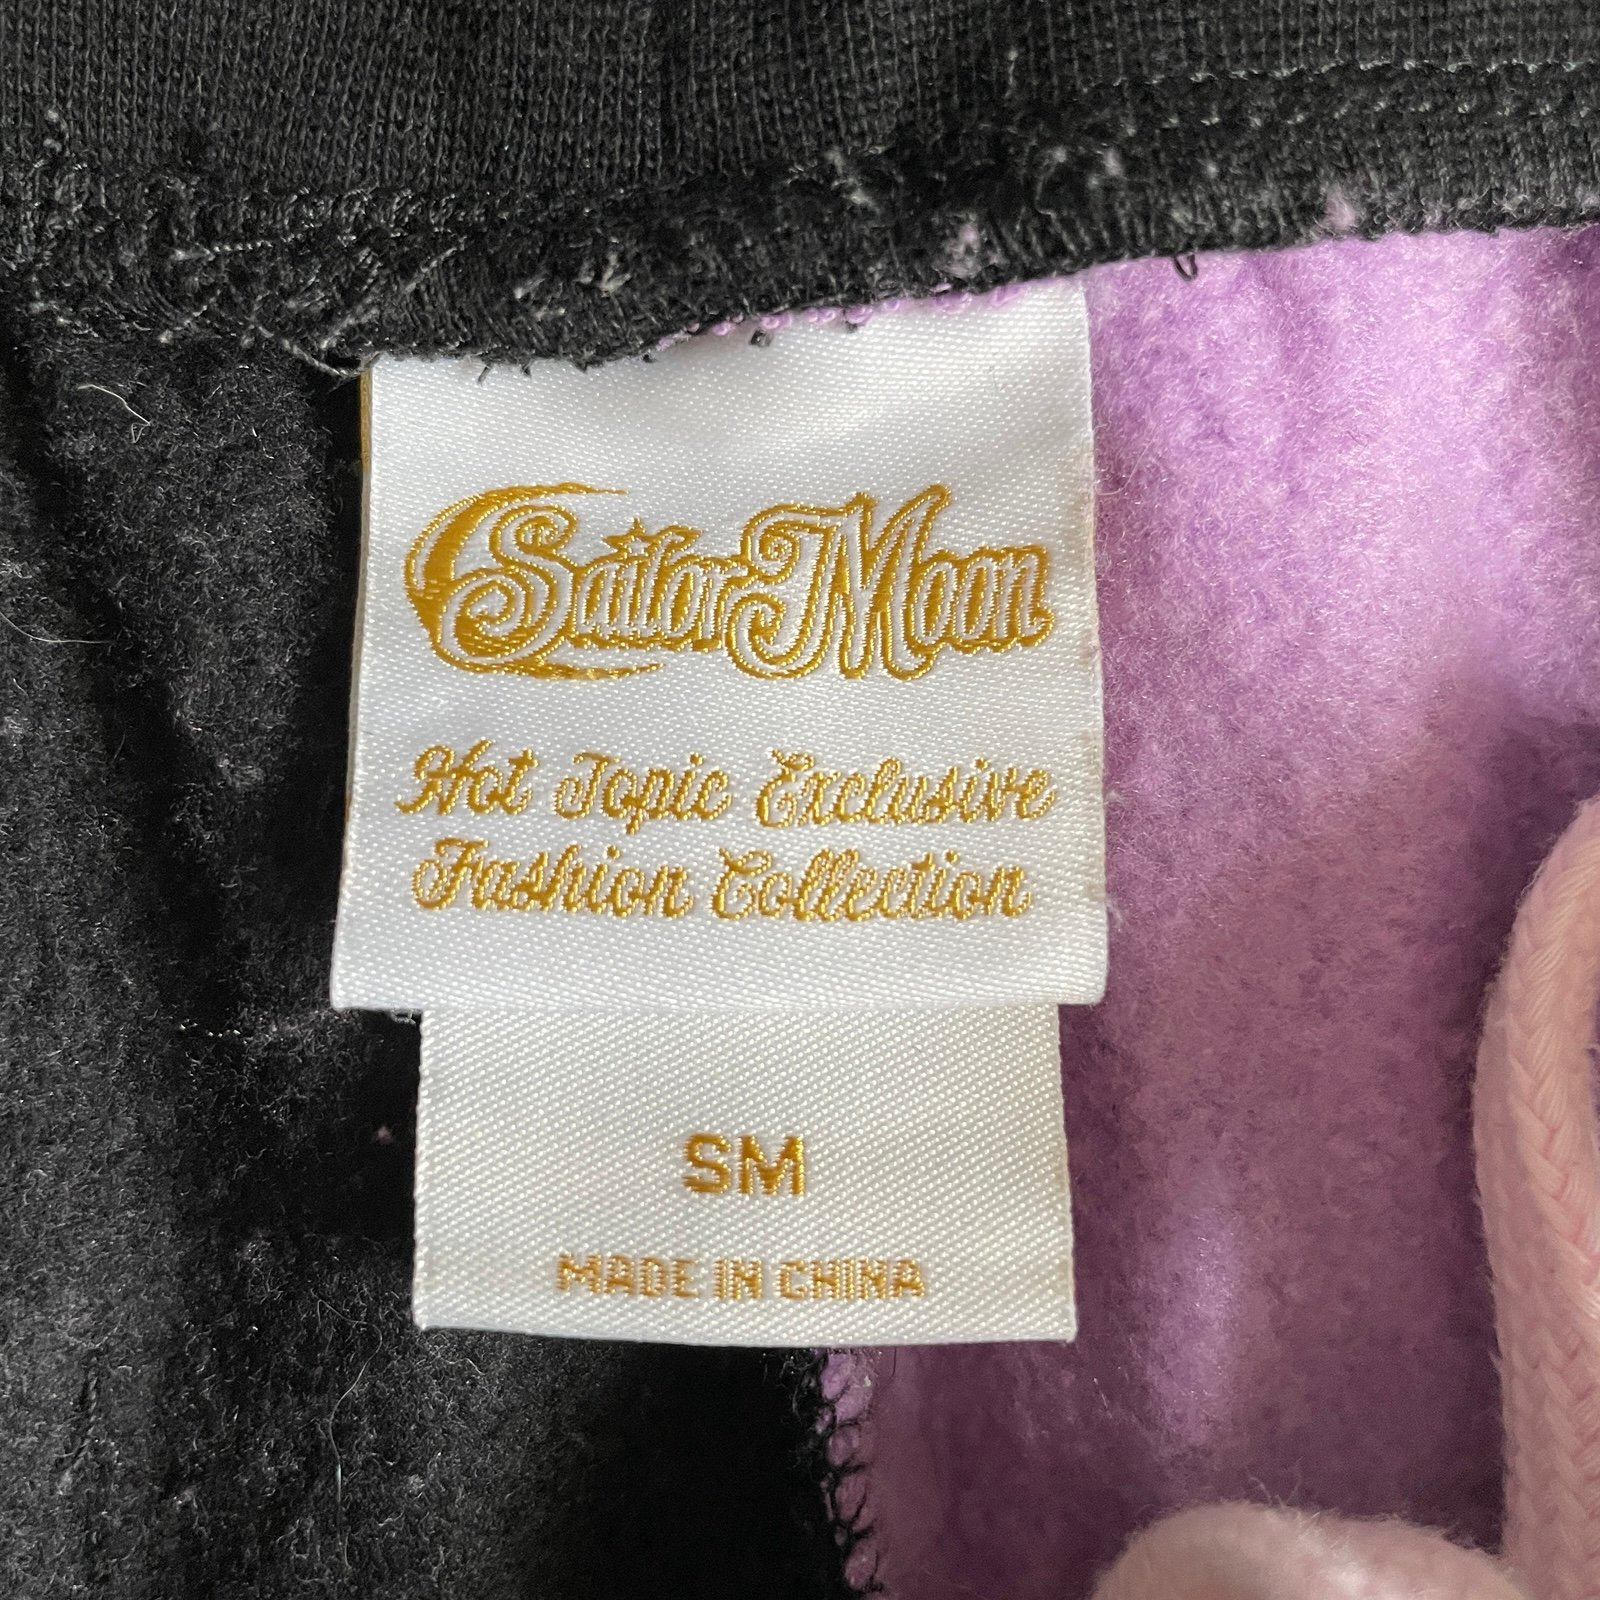 Sailor Moon
Hot Topic Exclusive
Fashion Collection
SM
MADE IN CHINA